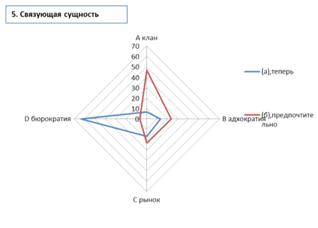 5. Связующая сущность
А клан
70
60
50
40
30
20
10
0
(а),теперь
D бюрократия
В адхократия
(б),предпочтите
льно
С рынок